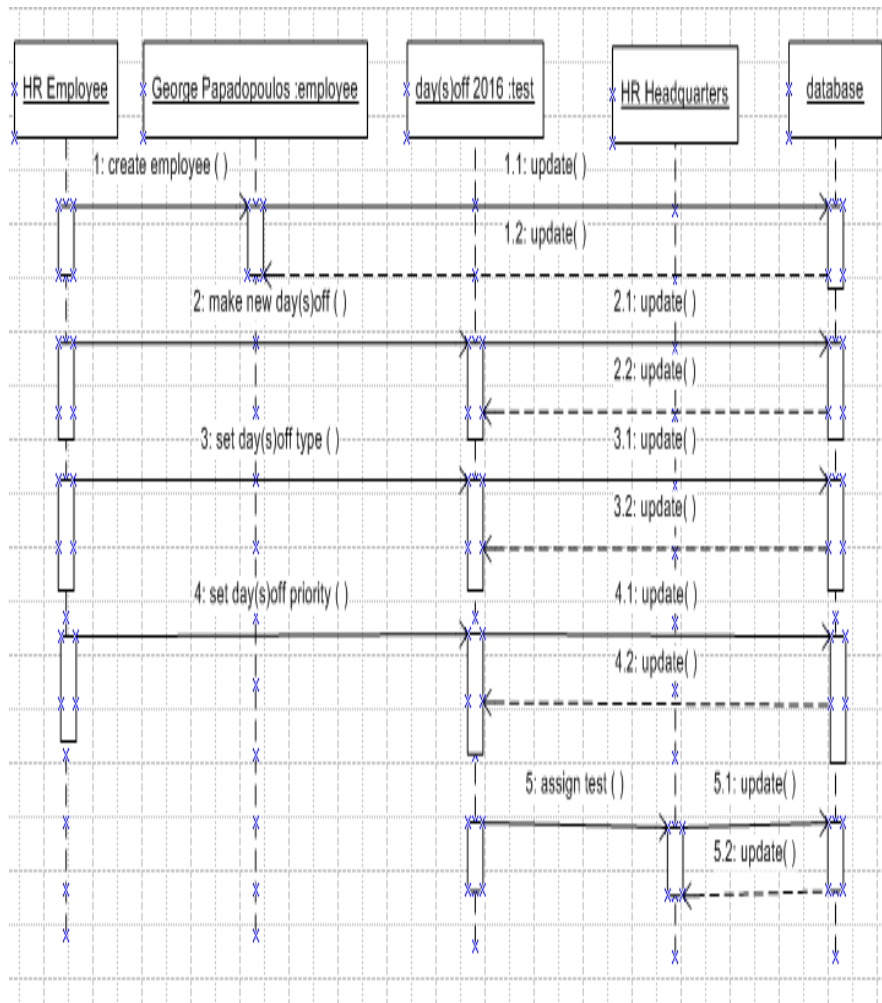 HR Employee
George Papadopoulos :employee
day(s)off 2016 :test
HR Headquarters
database
1: create employee ( )
1.1: update( )
1.2: update( )
2: make new day(s)off ( )
2.1: update( )
2.2: update( )
3: set day(s)off type ( )
3.1: update( )
3.2: update( )
4: set day(s)off priority ( )
4.1: update( )
4.2: update( )
5: assign test ( )
5.1: update( )
5.2: update( )